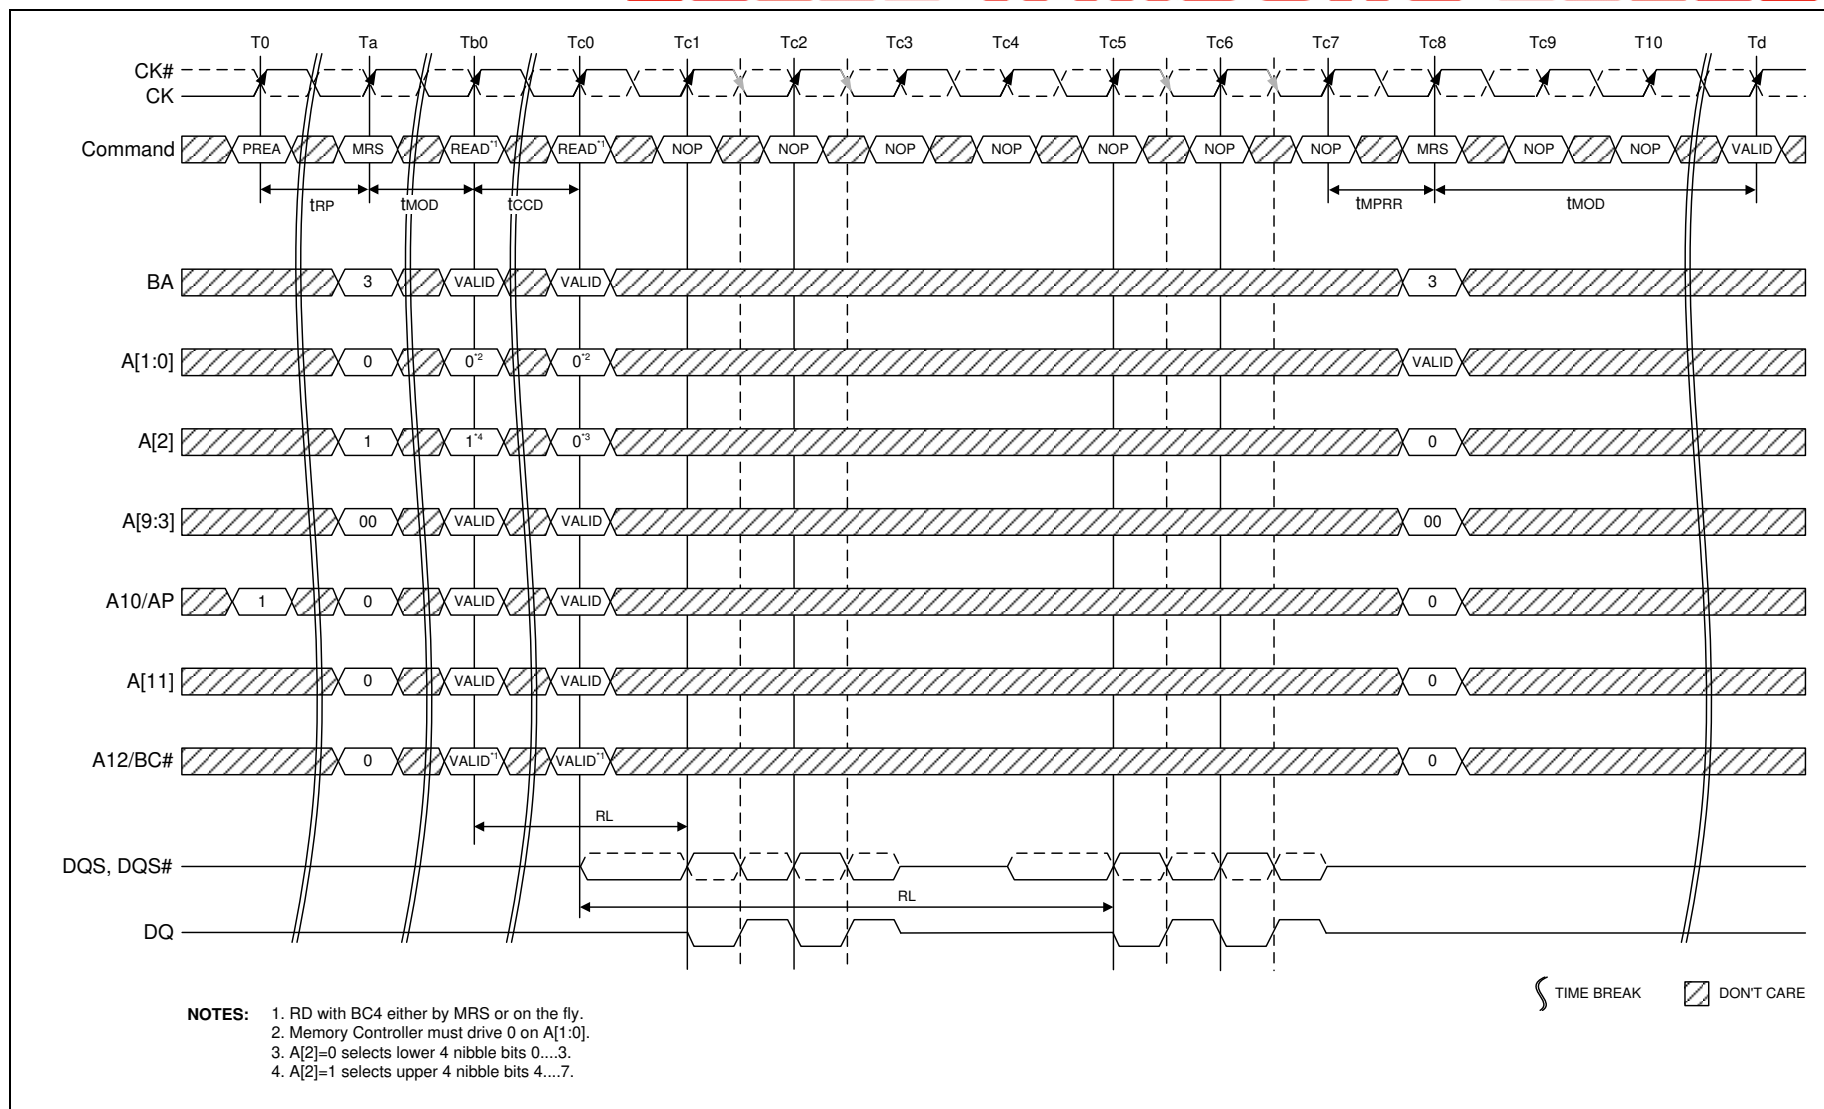 T0 Ta Tb0 Tc0 Tc1 Tc2 Tc3 Tc4 Tc5 Tc6 Tc7 Tc8 Tc9 T10 Td
CK#
CK
Command PREA MRS READ*1 READ*1 NOP NOP NOP NOP NOP NOP NOP MRS NOP NOP VALID
tRP tMOD tCCD tMPRR tMOD
BA 3 VALID VALID 3
A[1:0] 0 0*2 0*2 VALID
A[2] 1 1*4 0*3 0
A[9:3] 00 VALID VALID 00
A10/AP 1 0 VALID VALID 0
A[11] 0 VALID VALID 0
A12/BC# 0 VALID*1 VALID*1 0
RL
DQS, DQS#
RL
DQ
TIME BREAK DON'T CARE
NOTES: 1. RD with BC4 either by MRS or on the fly.
2. Memory Controller must drive 0 on A[1:0].
3. A[2]=0 selects lower 4 nibble bits 0....3.
4. A[2]=1 selects upper 4 nibble bits 4....7.